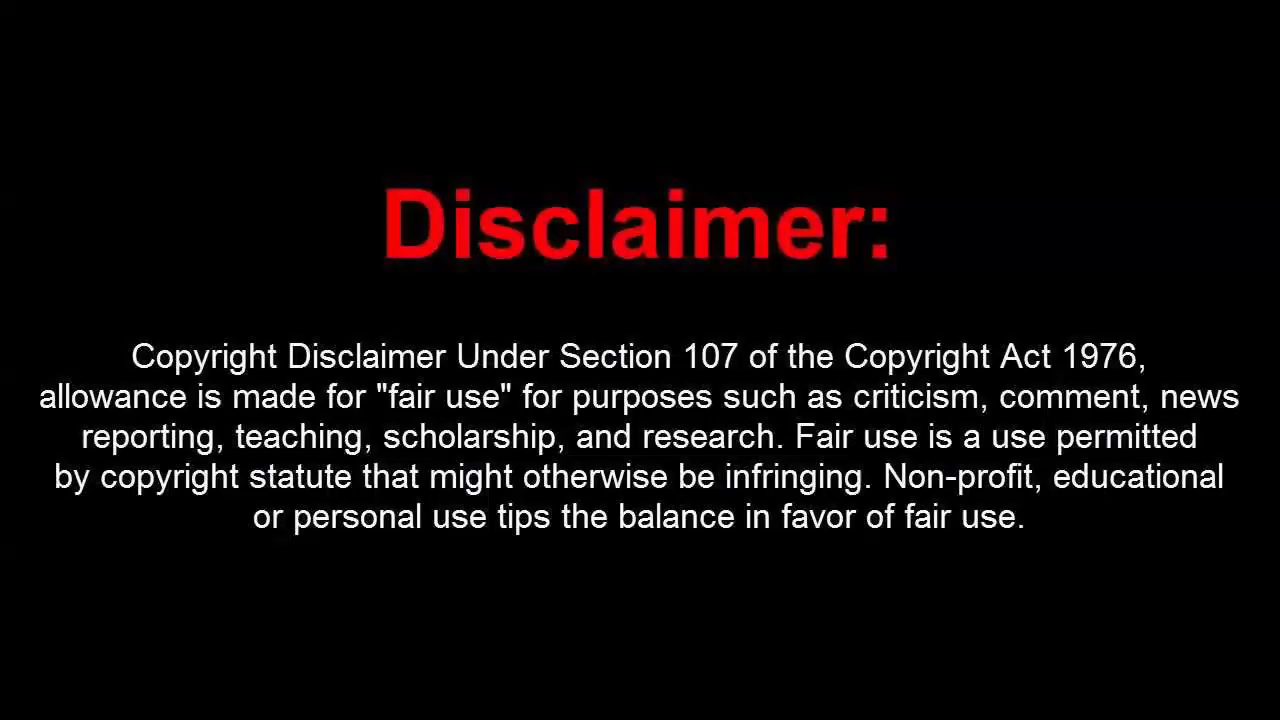 Disclaimer:
Copyright Disclaimer Under Section 107 of the Copyright Act 1976,
allowance is made for "fair use" for purposes such as criticism, comment, news
reporting, teaching, scholarship, and research. Fair use is a use permitted
by copyright statute that might otherwise be infringing. Non-profit, educational
or personal use tips the balance in favor of fair use.